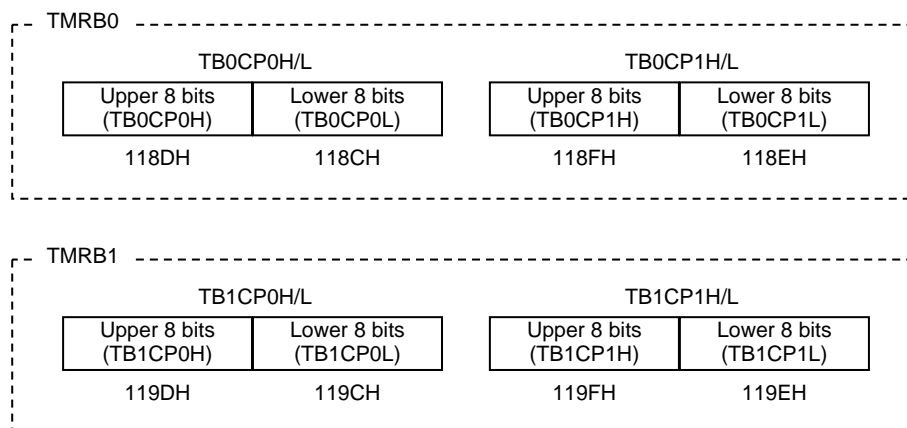 TMRB0
TB0CP0H/L TB0CP1H/L
Upper 8 bits Lower 8 bits Upper 8 bits Lower 8 bits
(TB0CP0H) (TB0CP0L) (TB0CP1H) (TB0CP1L)
118DH 118CH 118FH 118EH
TMRB1
TB1CP0H/L TB1CP1H/L
Upper 8 bits Lower 8 bits Upper 8 bits Lower 8 bits
(TB1CP0H) (TB1CP0L) (TB1CP1H) (TB1CP1L)
119DH 119CH 119FH 119EH